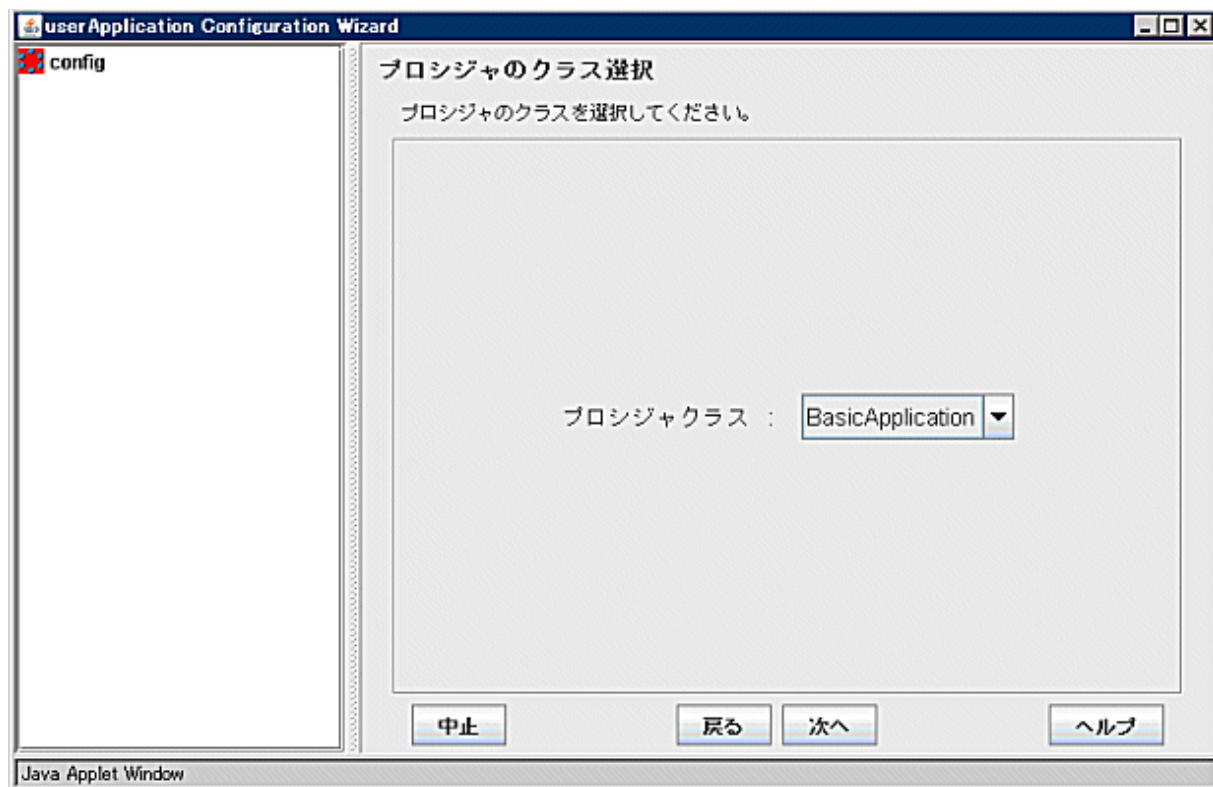 userApplication Configuration Wizard
config
プロシジャのクラス選択
プロシジャのクラスを選択してください。
プロシジャクラス :
BasicApplication
中止
戻る
次へ
ヘルプ
Java Applet Window